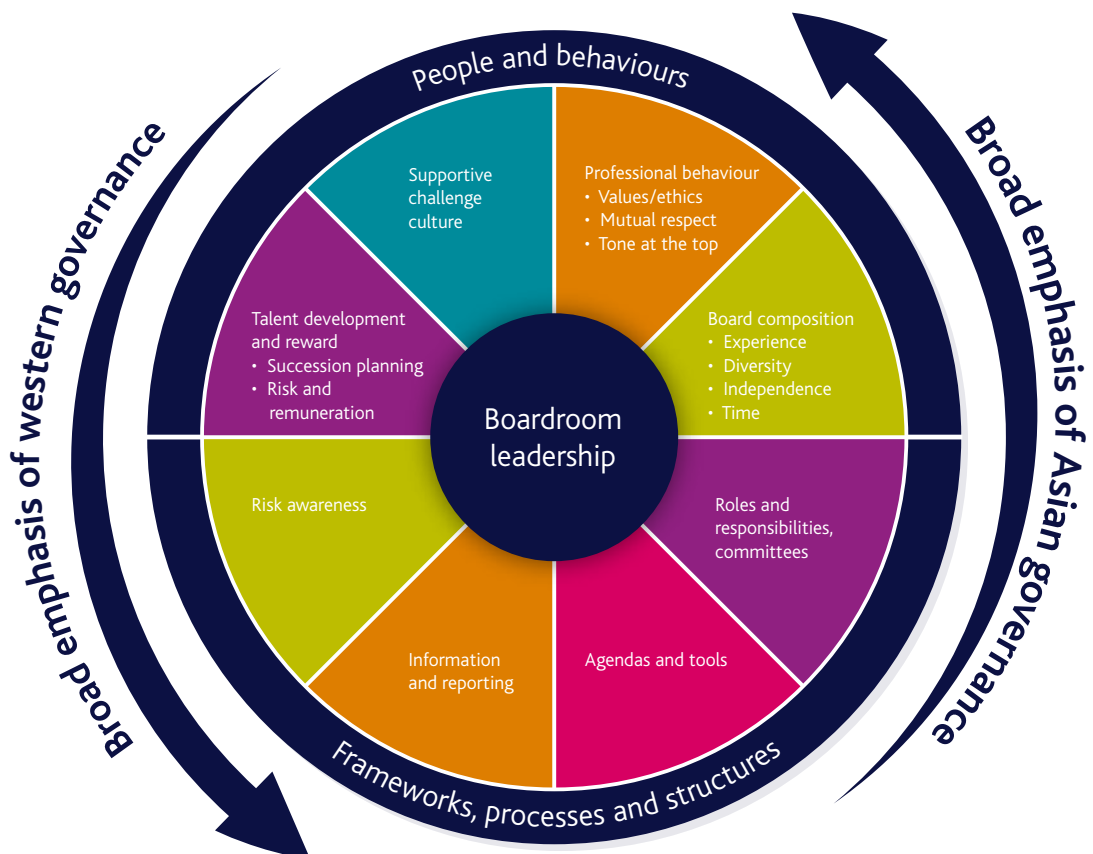 People and behaviours
Broad emphasis of western governance
Broad emphasis of Asian governance
Supportive
challenge
culture
Professional behaviour
• Values/ethics
• Mutual respect
• Tone at the top
Talent development
and reward
• Succession planning
• Risk and
remuneration
Board composition
• Experience
• Diversity
• Independence
• Time
Boardroom
leadership
Risk awareness
Roles and
responsibilities,
committees
Information
and reporting
Agendas and tools
Frameworks, processes and structures